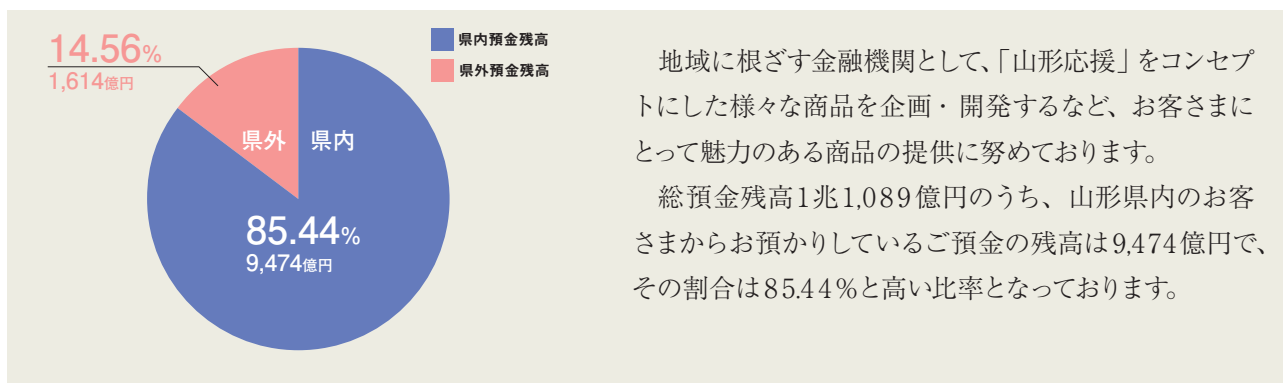 14.56%
1,614億円
県内預金残高
県外預金残高
県外
県内
85.44%
9,474億円
地域に根ざす金融機関として、「山形応援」をコンセプ
トにした様々な商品を企画・開発するなど、お客さまに
とって魅力のある商品の提供に努めております。
総預金残高1兆1,089億円のうち、山形県内のお客
さまからお預かりしているご預金の残高は9,474億円で、
その割合は85.44%と高い比率となっております。